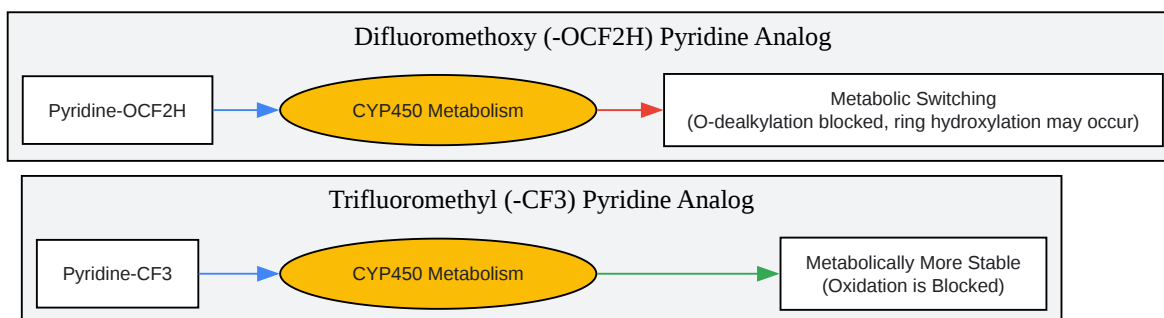 Difluoromethoxy (-OCF2H) Pyridine Analog
Pyridine-OCF2H
CYP450 Metabolism
Metabolic Switching
(O-dealkylation blocked, ring hydroxylation may occur)
Trifluoromethyl (-CF3) Pyridine Analog
Pyridine-CF3
CYP450 Metabolism
Metabolically More Stable
(Oxidation is Blocked)